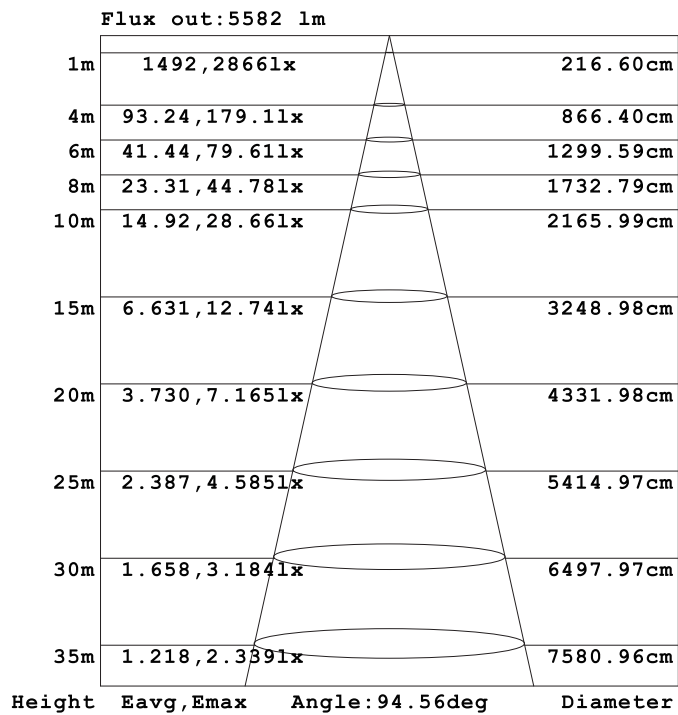 Flux out:5582 lm
1m 1492,2866lx 216.60cm
4m 93.24,179.1lx 866.40cm
6m 41.44,79.61lx 1299.59cm
8m 23.31,44.78lx 1732.79cm
10m 14.92,28.66lx 2165.99cm
15m 6.631,12.74lx 3248.98cm
20m 3.730,7.165lx 4331.98cm
25m 2.387,4.585lx 5414.97cm
30m 1.658,3.184lx 6497.97cm
35m 1.218,2.339lx 7580.96cm
Height Eavg,Emax Angle:94.56deg Diameter